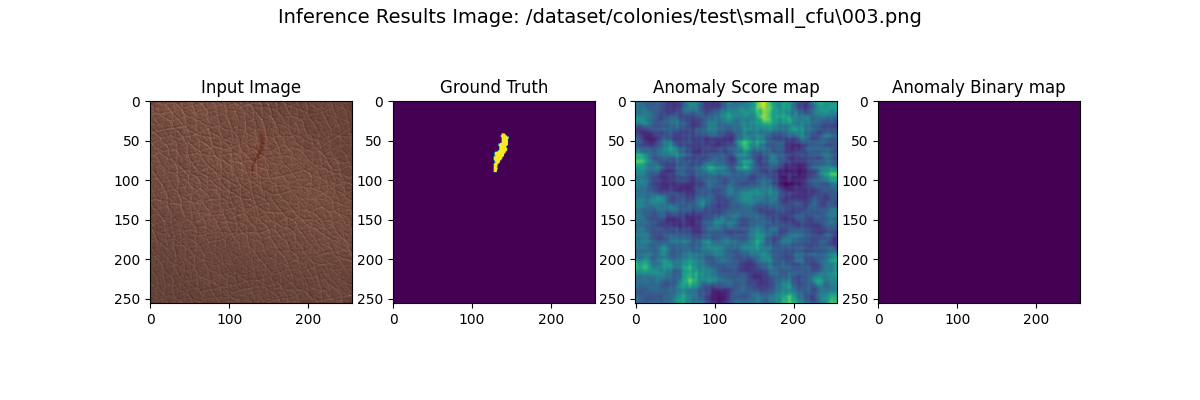 Inference Results Image: /dataset/colonies/test\small_cfu\003.png
Input Image Ground Truth Anomaly Score map Anomaly Binary map
0 0 0 0
50 50 50 50
100 100 100 100
150 150 150 150
200 200 200 200
250 250 250 250
0 100 200 0 100 200 0 100 200 0 100 200